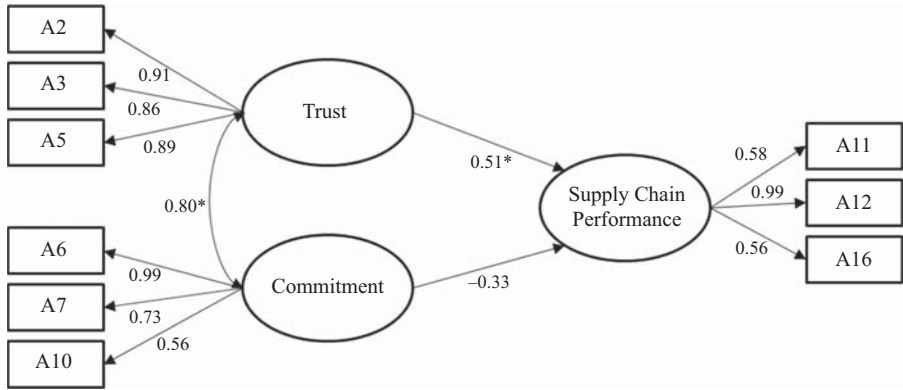 A2
A3
A5
0.91
0.86
0.89
Trust
0.80*
A6
A7
A10
0.99
0.73
0.56
Commitment
0.51*
–0.33
Supply Chain
Performance
0.58
0.99
0.56
A11
A12
A16